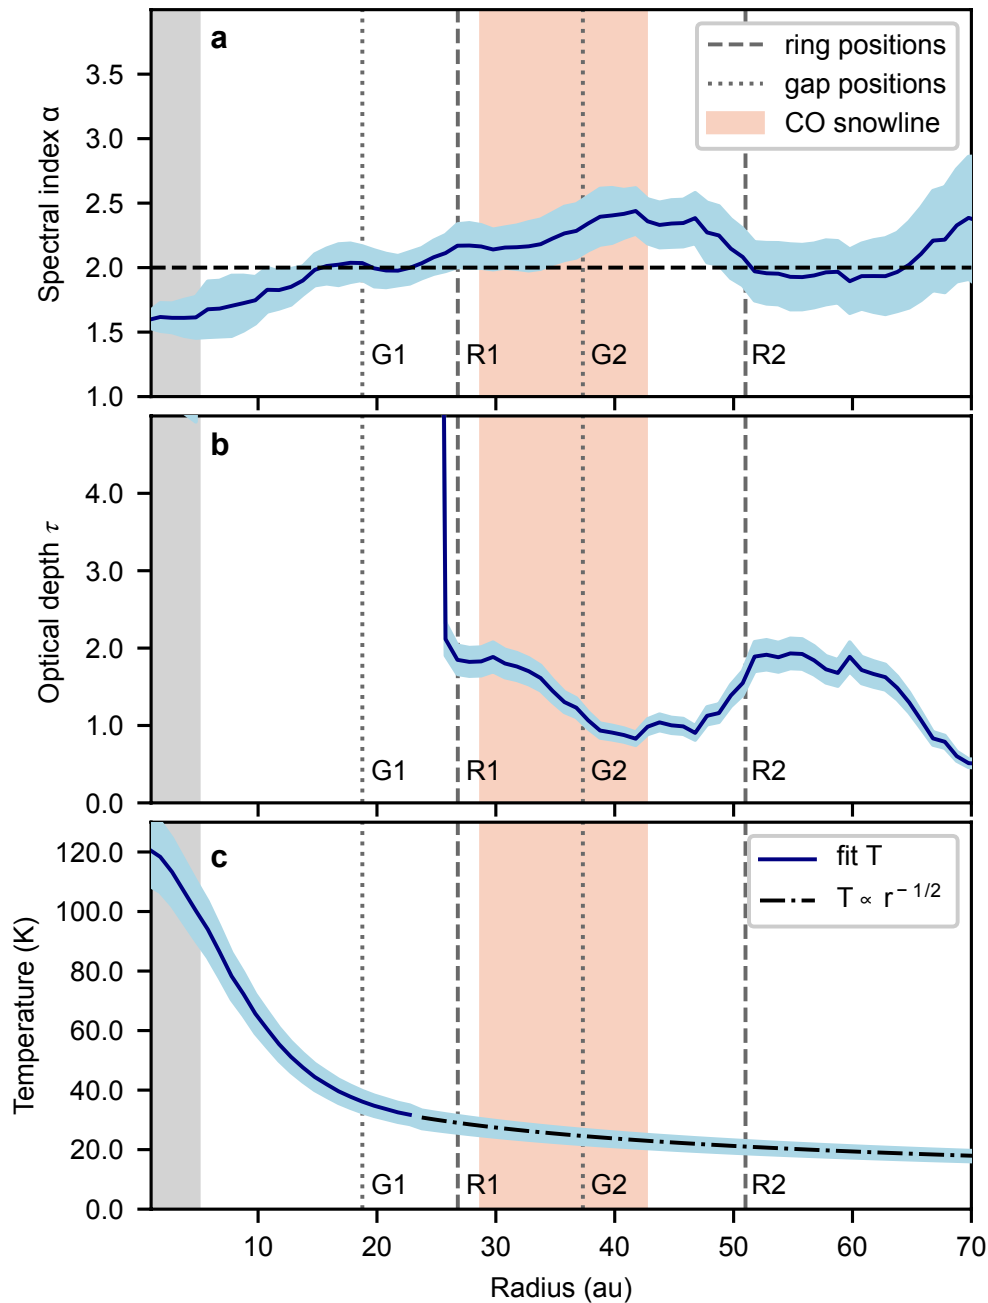 a
ring positions
gap positions
CO snowline
3.5
3.0
2.5
2.0
1.5
1.0
Spectral index α
G1
R1
G2
R2
b
4.0
3.0
2.0
1.0
0.0
Optical depth τ
G1
R1
G2
R2
c
fit T
T ∝ r^{− 1/2}
120.0
100.0
80.0
60.0
40.0
20.0
0.0
Temperature (K)
G1
R1
G2
R2
10 20 30 40 50 60 70
Radius (au)